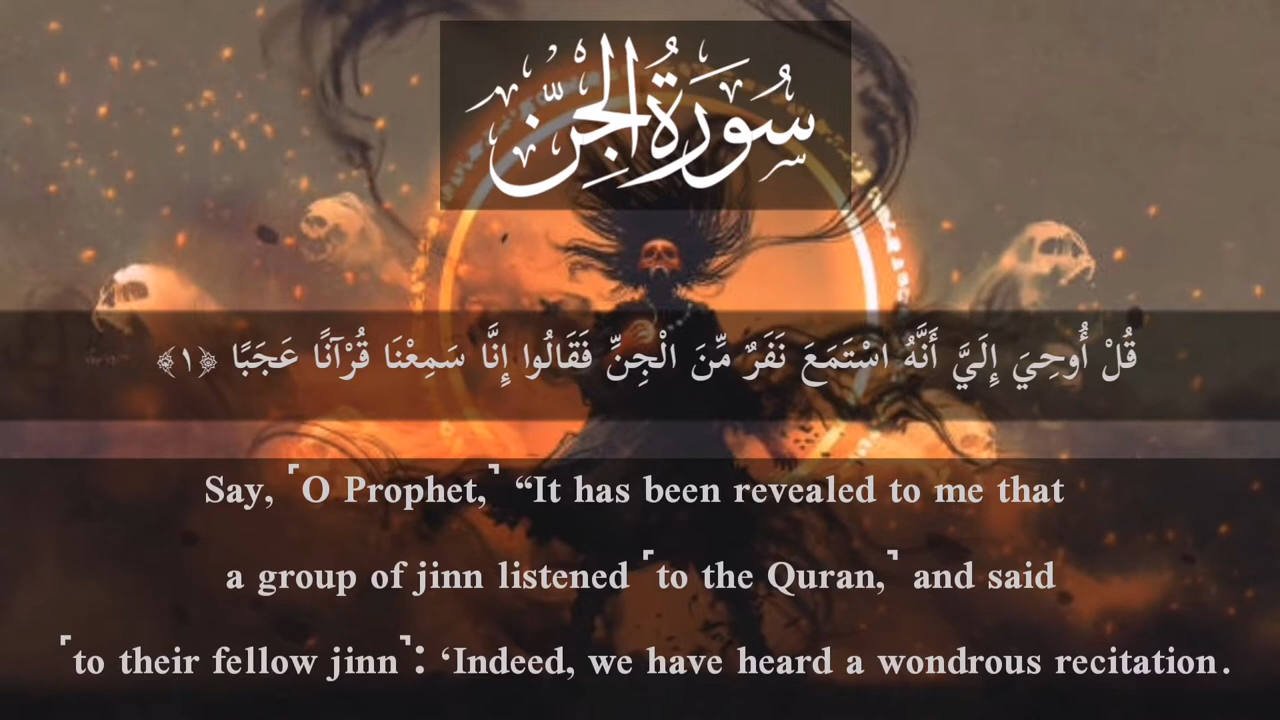 سُورَةُ الْجِنِّ
قُلْ أُوحِيَ إِلَيَّ أَنَّهُ اسْتَمَعَ نَفَرٌ مِّنَ الْجِنِّ فَقَالُوا إِنَّا سَمِعْنَا قُرْآنًا عَجَبًا ﴿١﴾
Say, ˹O Prophet,˺ “It has been revealed to me that
a group of jinn listened ˹to the Quran,˺ and said
˹to their fellow jinn˺: ‘Indeed, we have heard a wondrous recitation.